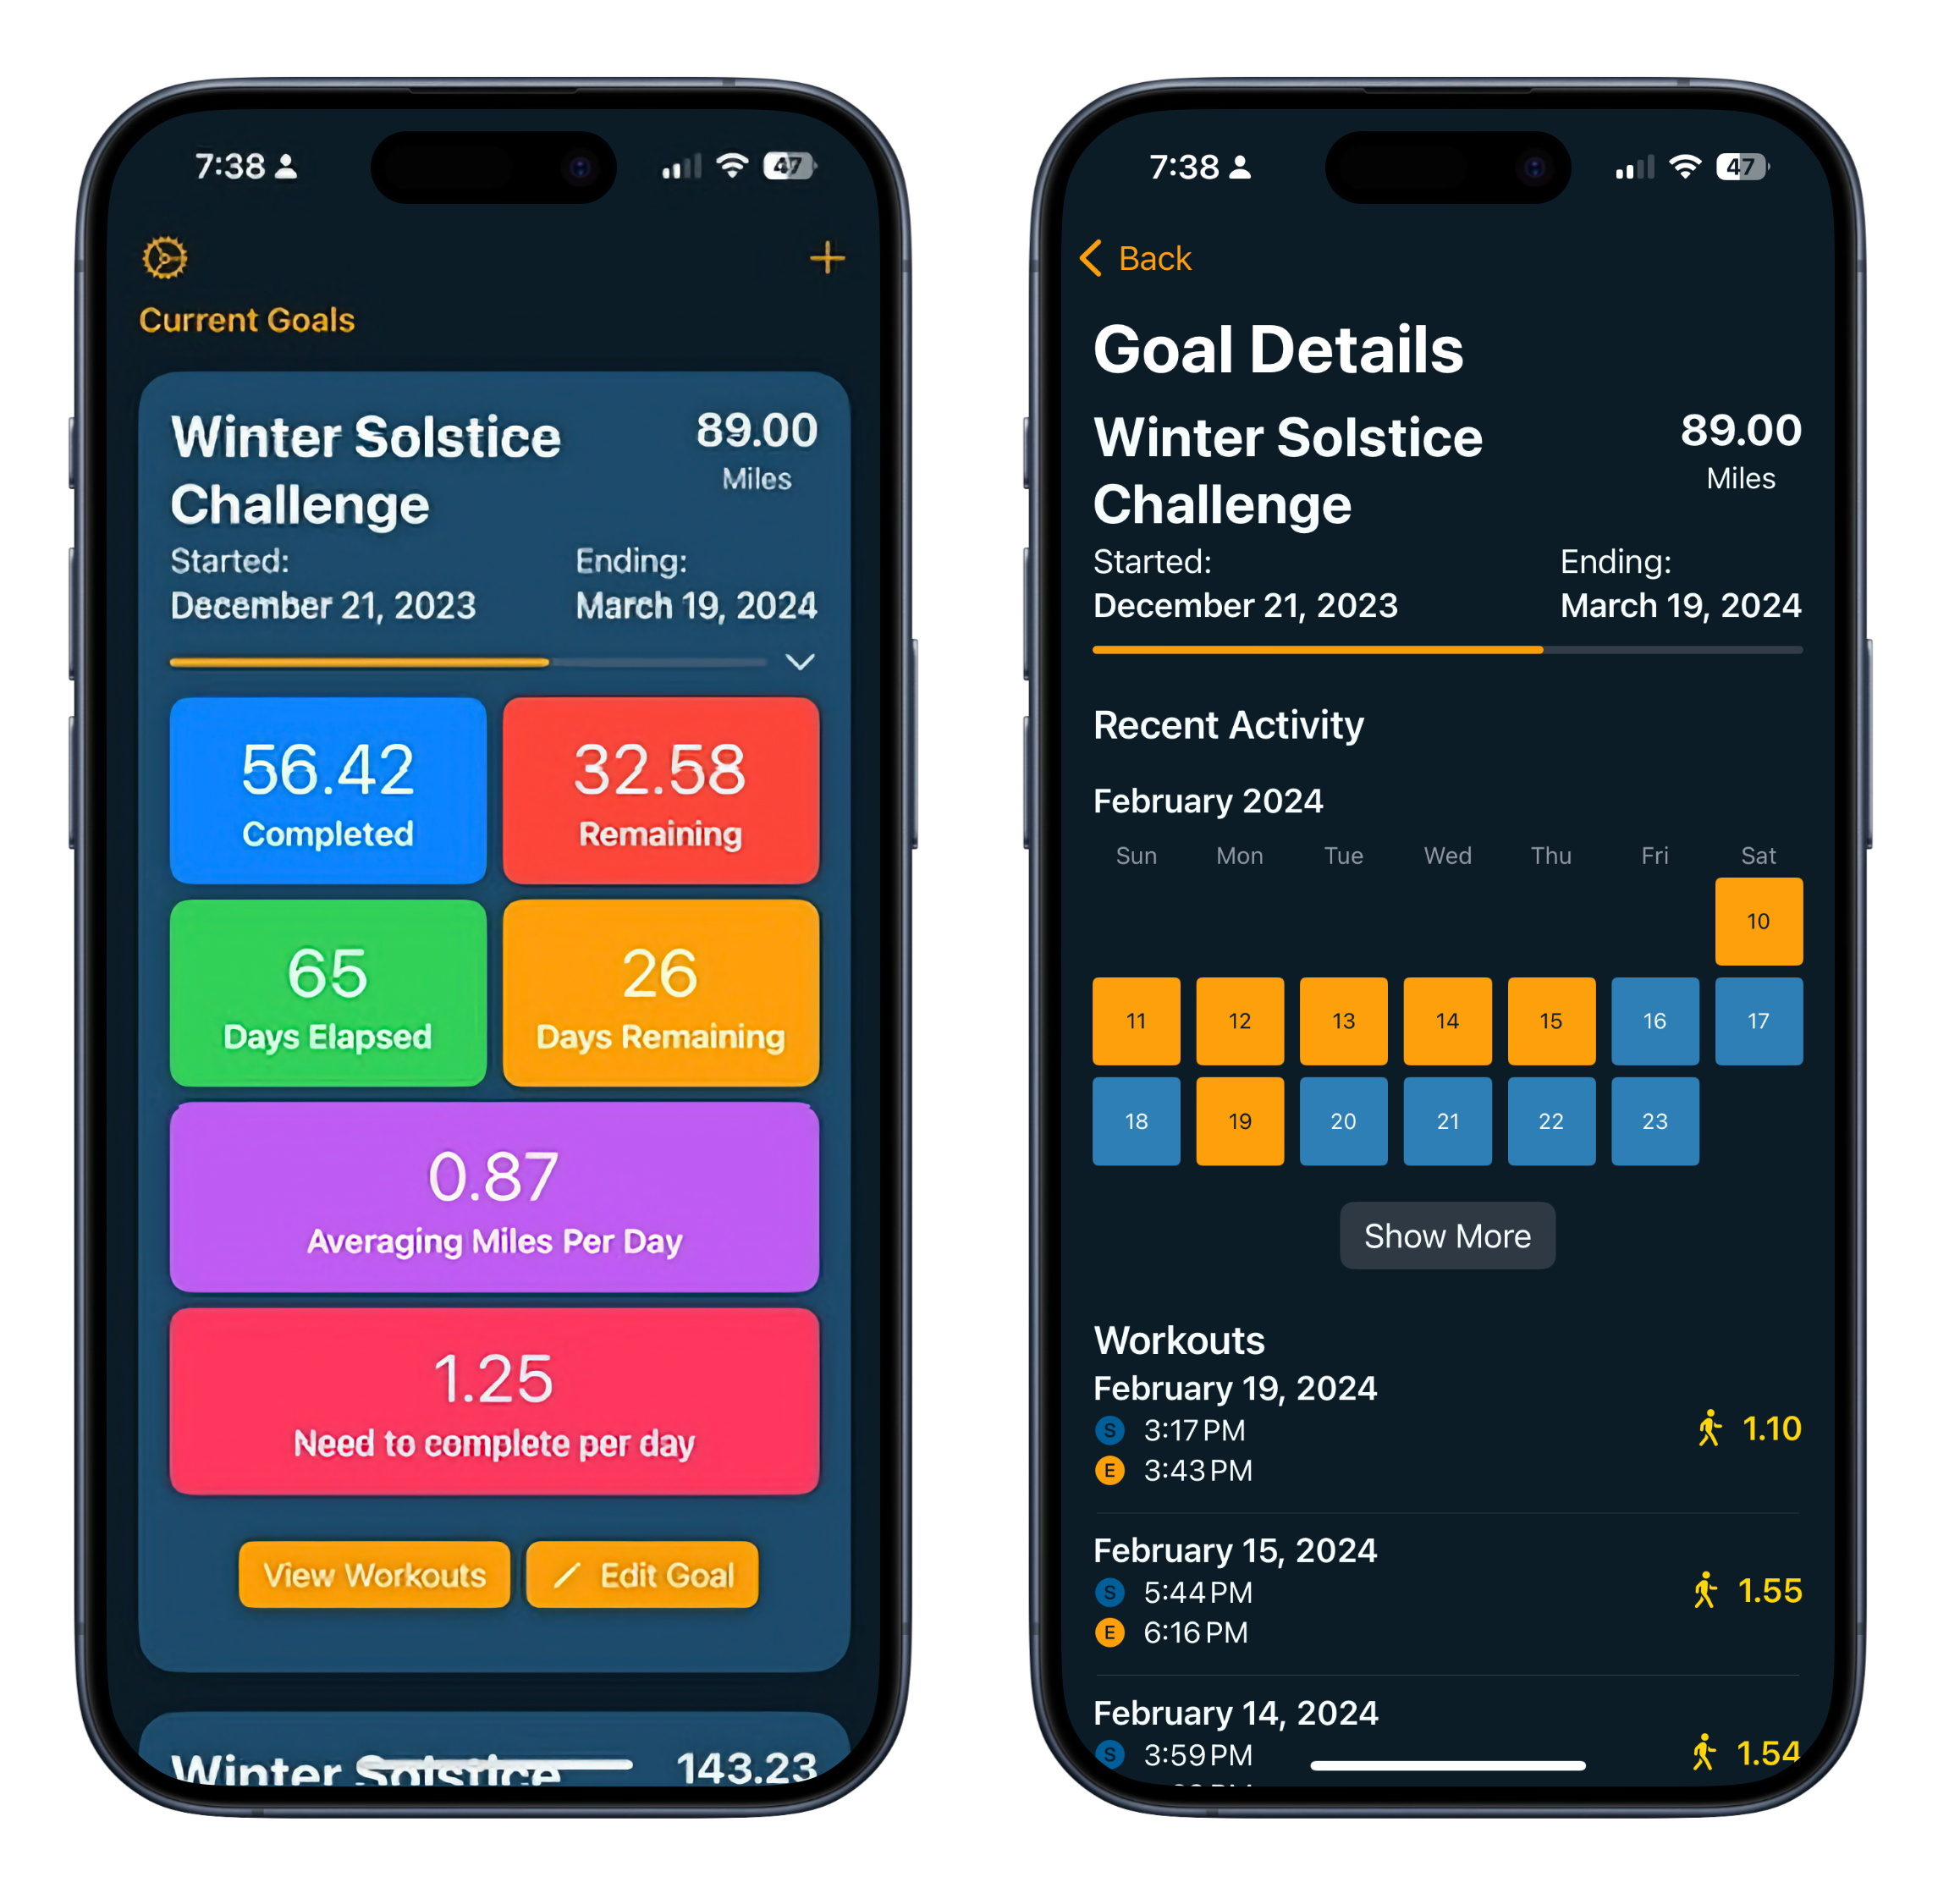 7:38
47
Current Goals
Winter Solstice 89.00
Challenge Miles
Started: Ending:
December 21, 2023 March 19, 2024
56.42 32.58
Completed Remaining
65 26
Days Elapsed Days Remaining
0.87
Averaging Miles Per Day
1.25
Need to complete per day
View Workouts Edit Goal
Winter Solstice 143.23
7:38
47
Back
Goal Details
Winter Solstice 89.00
Challenge Miles
Started: Ending:
December 21, 2023 March 19, 2024
Recent Activity
February 2024
Sun Mon Tue Wed Thu Fri Sat
10
11 12 13 14 15 16 17
18 19 20 21 22 23
Show More
Workouts
February 19, 2024
S 3:17 PM 1.10
E 3:43 PM
February 15, 2024
S 5:44 PM 1.55
E 6:16 PM
February 14, 2024
S 3:59 PM 1.54